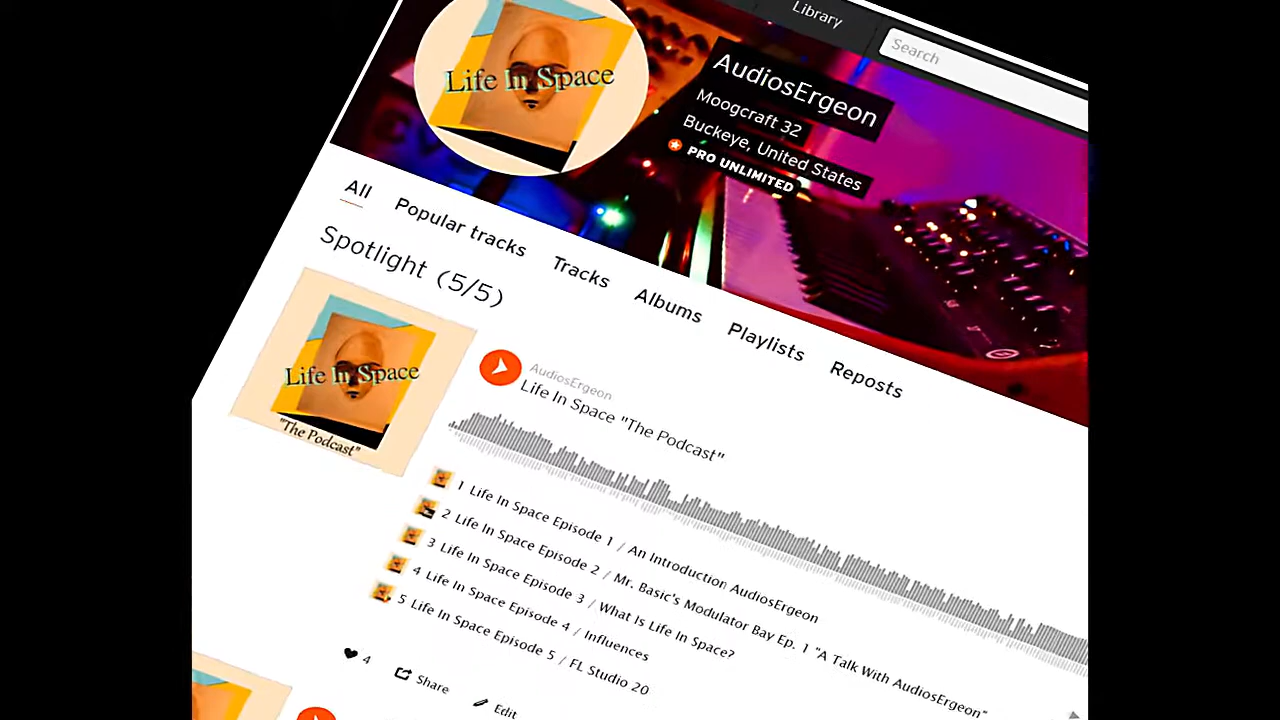 Library
Search
Life In Space
AudiosErgeon
Moogcraft 32
Buckeye, United States
PRO UNLIMITED
All
Popular tracks
Tracks
Albums
Playlists
Reposts
Spotlight (5/5)
Life In Space
"The Podcast"
AudiosErgeon
Life In Space "The Podcast"
1 Life In Space Episode 1 / An Introduction AudiosErgeon
2 Life In Space Episode 2 / Mr. Basic's Modulator Bay Ep. 1 "A Talk With AudiosErgeon"
3 Life In Space Episode 3 / What Is Life In Space?
4 Life In Space Episode 4 / Influences
5 Life In Space Episode 5 / FL Studio 20
4
Share
Edit